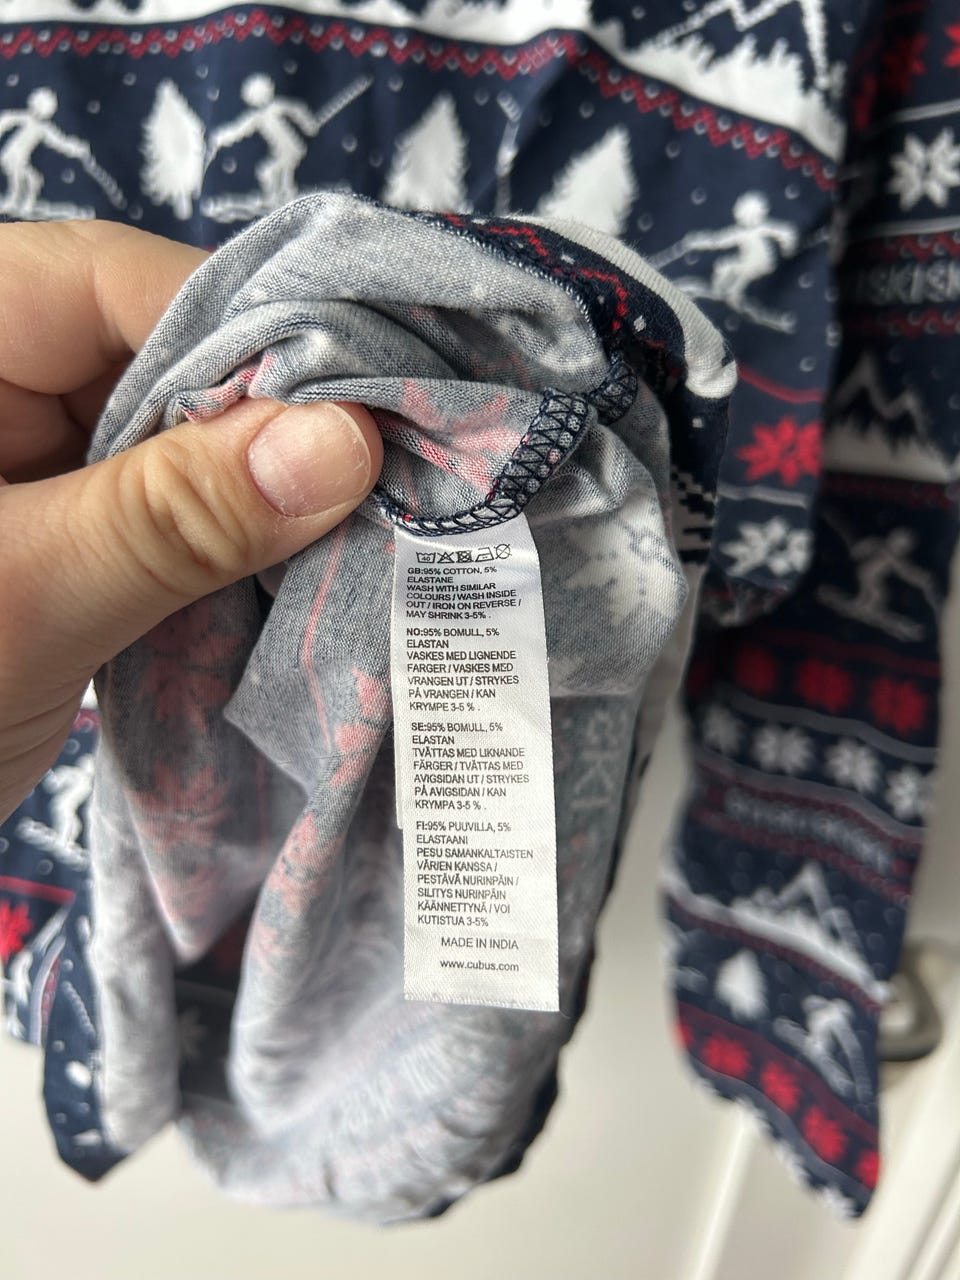 40
GB:95% COTTON, 5%
ELASTANE
WASH WITH SIMILAR
COLOURS / WASH INSIDE
OUT / IRON ON REVERSE /
MAY SHRINK 3-5% .
NO:95% BOMULL, 5%
ELASTAN
VASKES MED LIGNENDE
FARGER / VASKES MED
VRANGEN UT / STRYKES
PÅ VRANGEN / KAN
KRYMPE 3-5 % .
SE:95% BOMULL, 5%
ELASTAN
TVÄTTAS MED LIKNANDE
FÄRGER / TVÄTTAS MED
AVIGSIDAN UT / STRYKES
PÅ AVIGSIDAN / KAN
KRYMPA 3-5 % .
FI:95% PUUVILLA, 5%
ELASTAANI
PESU SAMANKALTAISTEN
VÄRIEN KANSSA /
PESTÄVÄ NURINPÄIN /
SILITYS NURINPÄIN
KÄÄNNETTYNÄ / VOI
KUTISTUA 3-5%
MADE IN INDIA
www.cubus.com
SKI